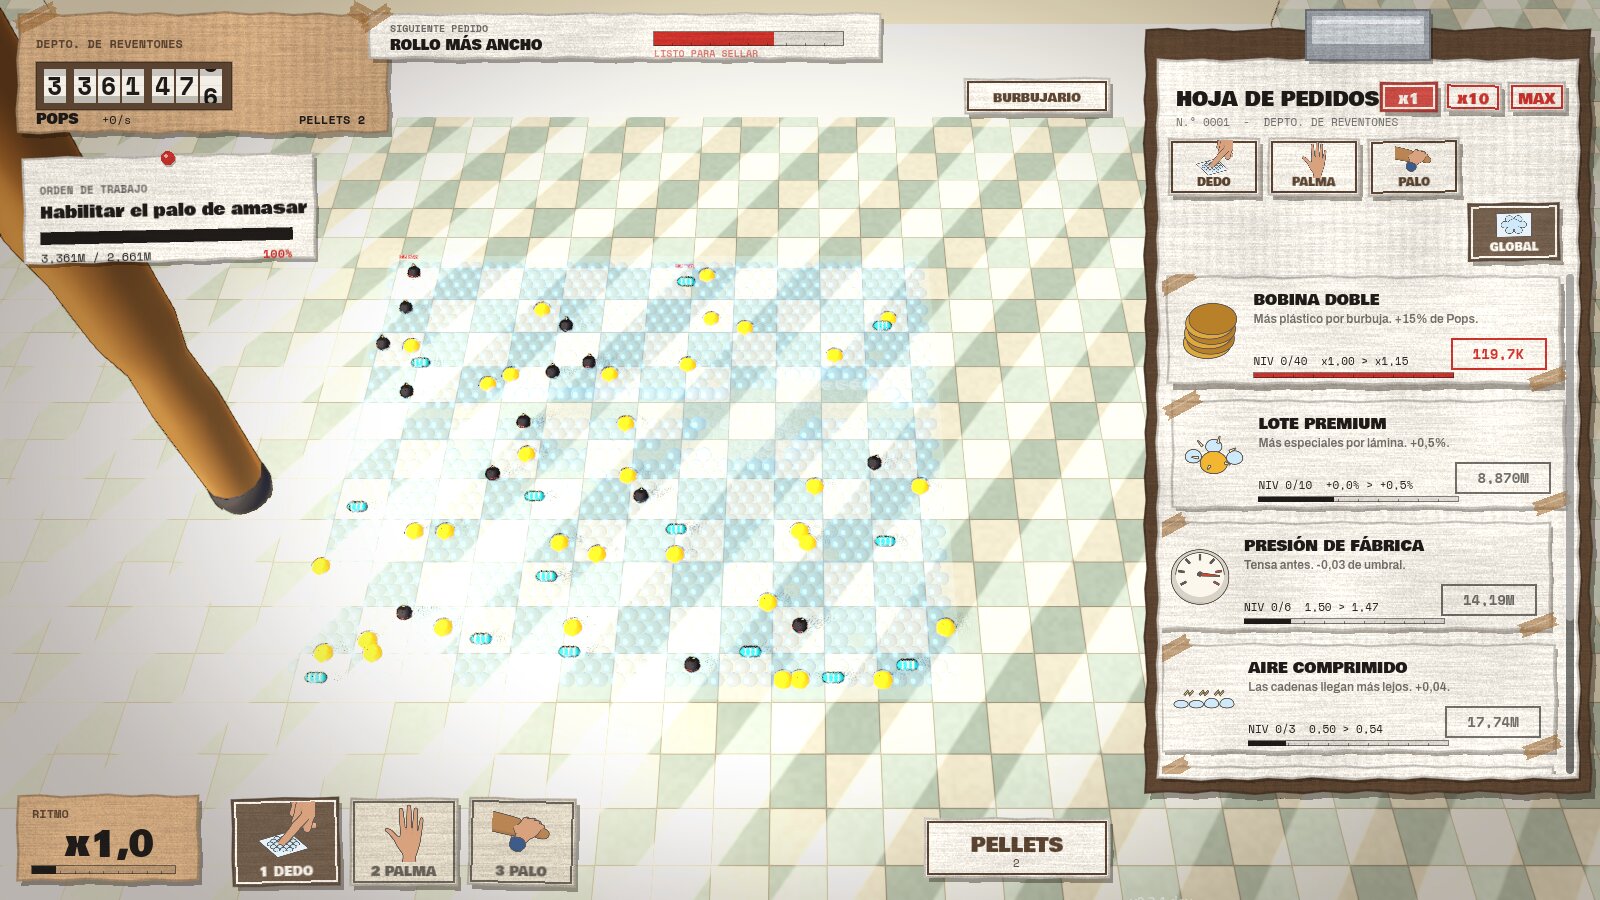 DEPTO. DE REVENTONES
3 361 476
POPS +0/s PELLETS 2
SIGUIENTE PEDIDO
ROLLO MÁS ANCHO
LISTO PARA SELLAR
BURBUJARIO
ORDEN DE TRABAJO
Habilitar el palo de amasar
3,361M / 2,661M 100%
HOJA DE PEDIDOS x1 x10 MAX
N.° 0001 - DEPTO. DE REVENTONES
DEDO PALMA PALO
GLOBAL
BOBINA DOBLE
Más plástico por burbuja. +15% de Pops.
NIV 0/40 x1,00 > x1,15 119,7K
LOTE PREMIUM
Más especiales por lámina. +0,5%.
NIV 0/10 +0,0% > +0,5% 8,870M
PRESIÓN DE FÁBRICA
Tensa antes. -0,03 de umbral.
NIV 0/6 1,50 > 1,47 14,19M
AIRE COMPRIMIDO
Las cadenas llegan más lejos. +0,04.
NIV 0/3 0,50 > 0,54 17,74M
RITMO
x1,0
1 DEDO 2 PALMA 3 PALO
PELLETS
2